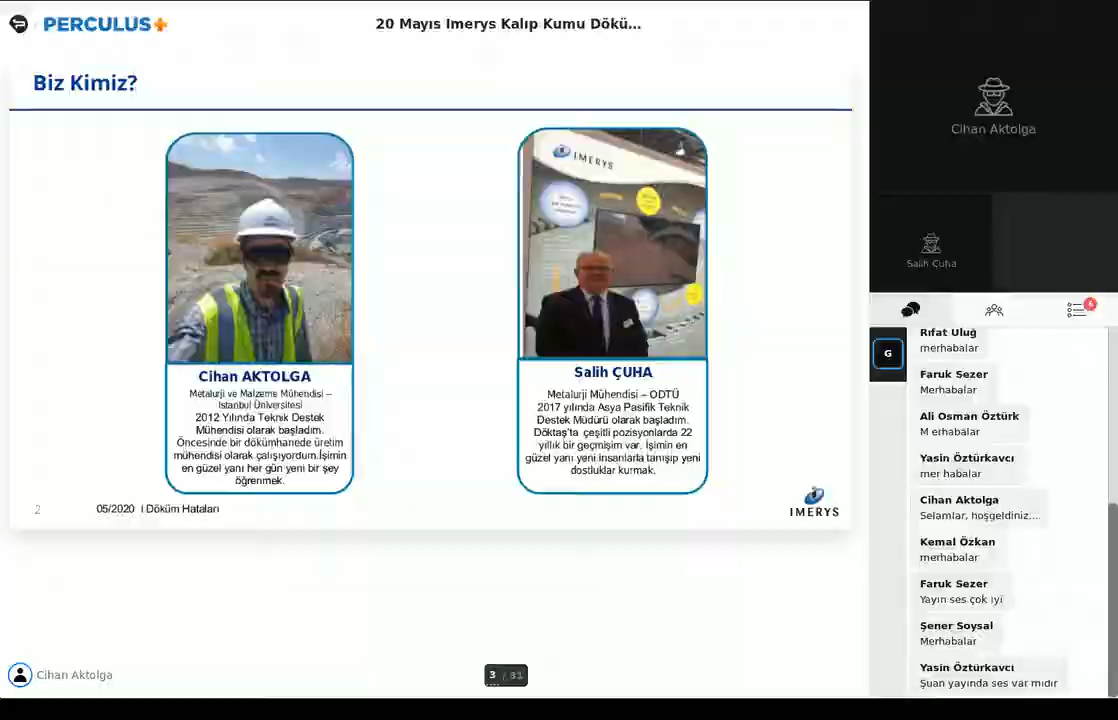 PERCULUS+
20 Mayıs Imerys Kalıp Kumu Dökü...
Biz Kimiz?
IMERYS
Cihan AKTOLGA
Metalurji ve Malzeme Mühendisi –
Istanbul Üniversitesi
2012 Yılında Teknik Destek
Mühendisi olarak başladım.
Öncesinde bir dökümhanede üretim
mühendisi olarak çalışıyordum.İşimin
en güzel yanı her gün yeni bir şey
öğrenmek.
Salih ÇUHA
Metalurji Mühendisi – ODTÜ
2017 yılında Asya Pasifik Teknik
Destek Müdürü olarak başladım.
Döktaş'ta çeşitli pozisyonlarda 22
yıllık bir geçmişim var. İşimin en
güzel yanı yeni insanlarla tanışıp yeni
dostluklar kurmak.
2
05/2020 I Döküm Hataları
IMERYS
Cihan Aktolga
3 / 31
Cihan Aktolga
Salih Çuha
6
G
Rıfat Uluğ
merhabalar
Faruk Sezer
Merhabalar
Ali Osman Öztürk
M erhabalar
Yasin Öztürkavcı
mer habalar
Cihan Aktolga
Selamlar, hoşgeldiniz,...
Kemal Özkan
merhabalar
Faruk Sezer
Yayın ses çok iyi
Şener Soysal
Merhabalar
Yasin Öztürkavcı
Şuan yayında ses var mıdır